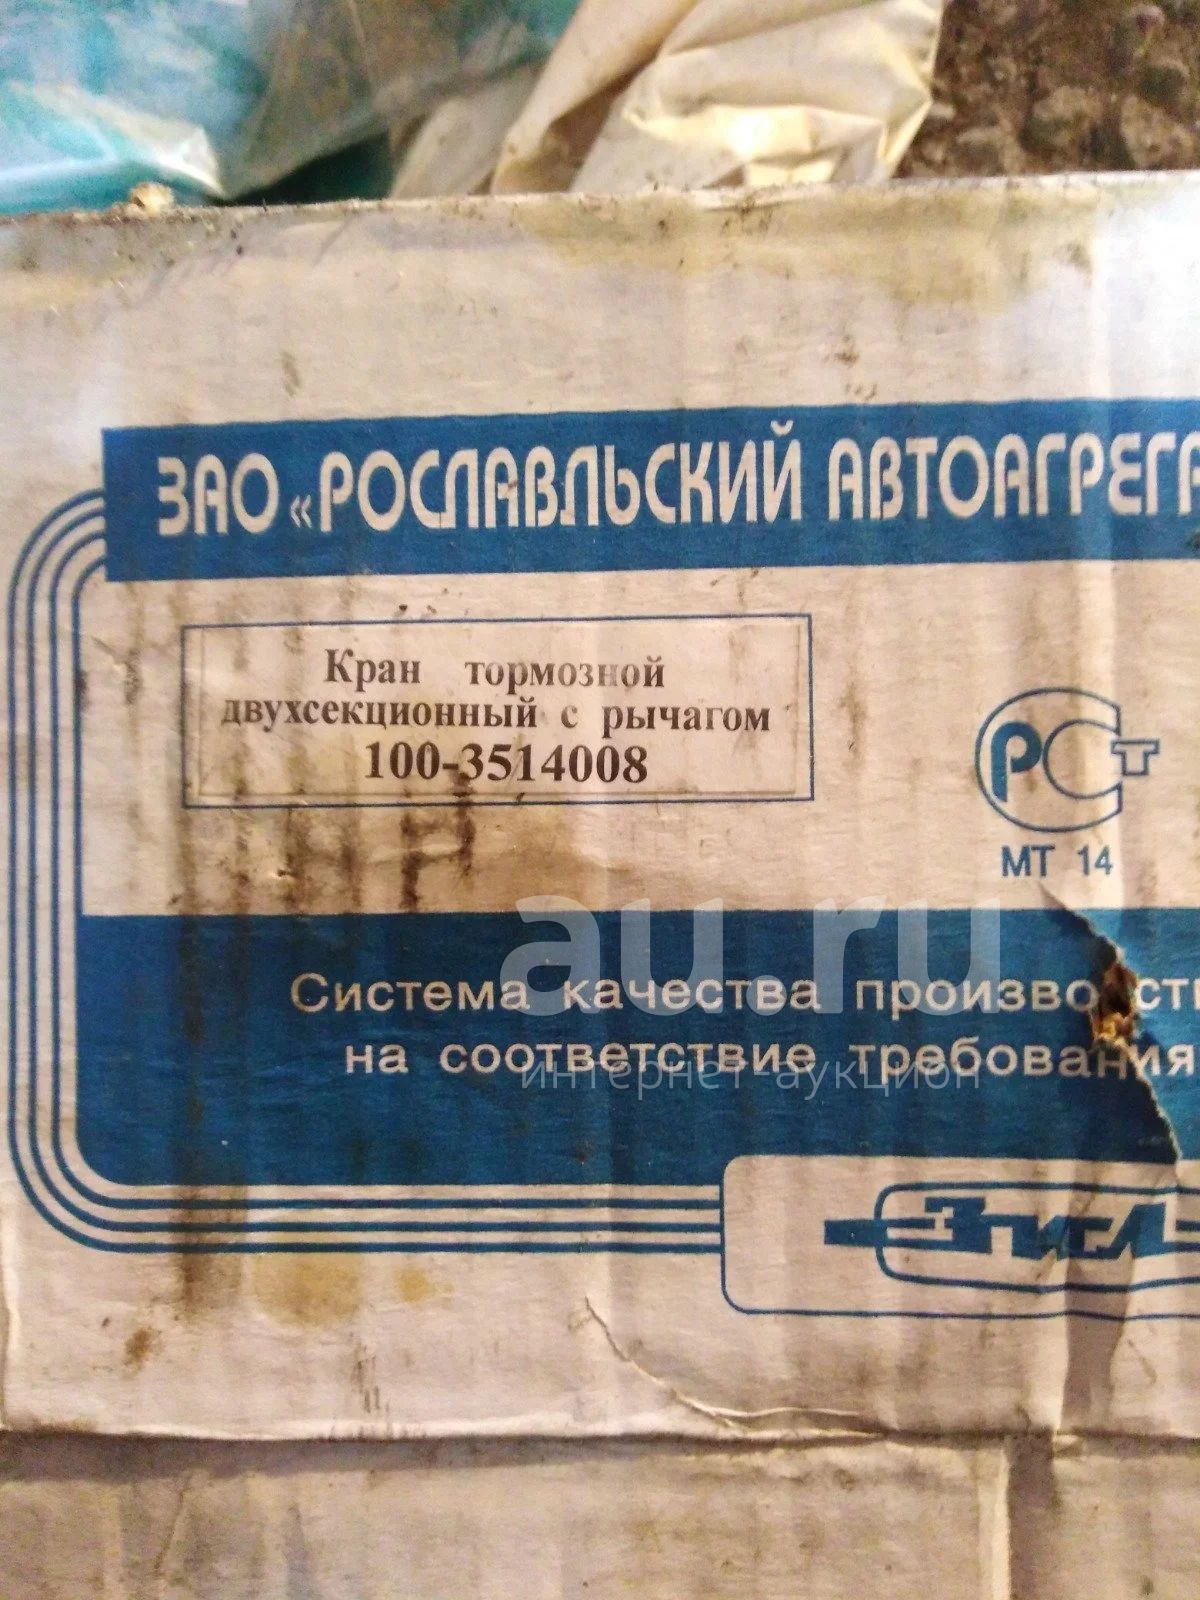 ЗАО «РОСЛАВЛЬСКИЙ АВТОАГРЕГА
Кран тормозной
двухсекционный с рычагом
100-3514008
РСТ
МТ 14
au.ru
Система качества произво ств
на соответствие требования
интернет-аукцион
ЗИЛ